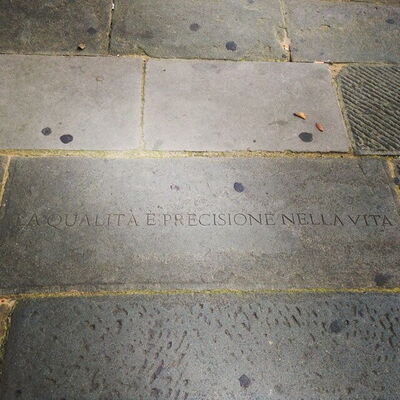 LA QUALITÀ È PRECISIONE NELLA VITA